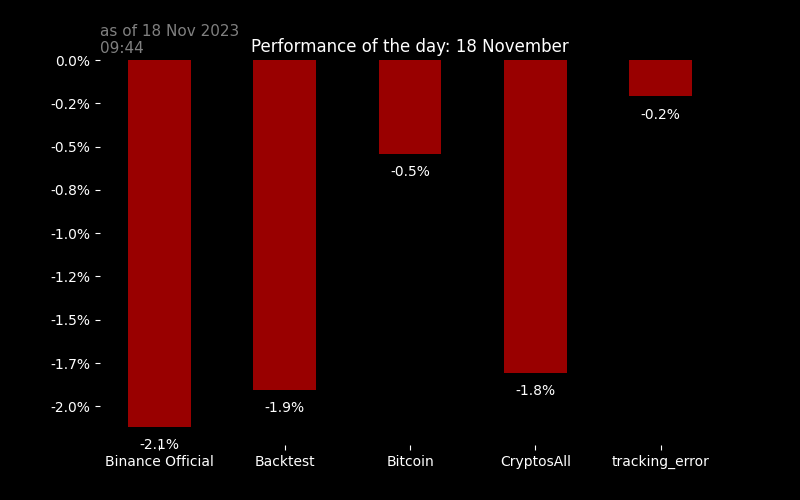 as of 18 Nov 2023
09:44
Performance of the day: 18 November
0.0%
-0.2%
-0.5%
-0.8%
-1.0%
-1.2%
-1.5%
-1.7%
-2.0%
-2.1%
-1.9%
-0.5%
-1.8%
-0.2%
Binance Official
Backtest
Bitcoin
CryptosAll
tracking_error